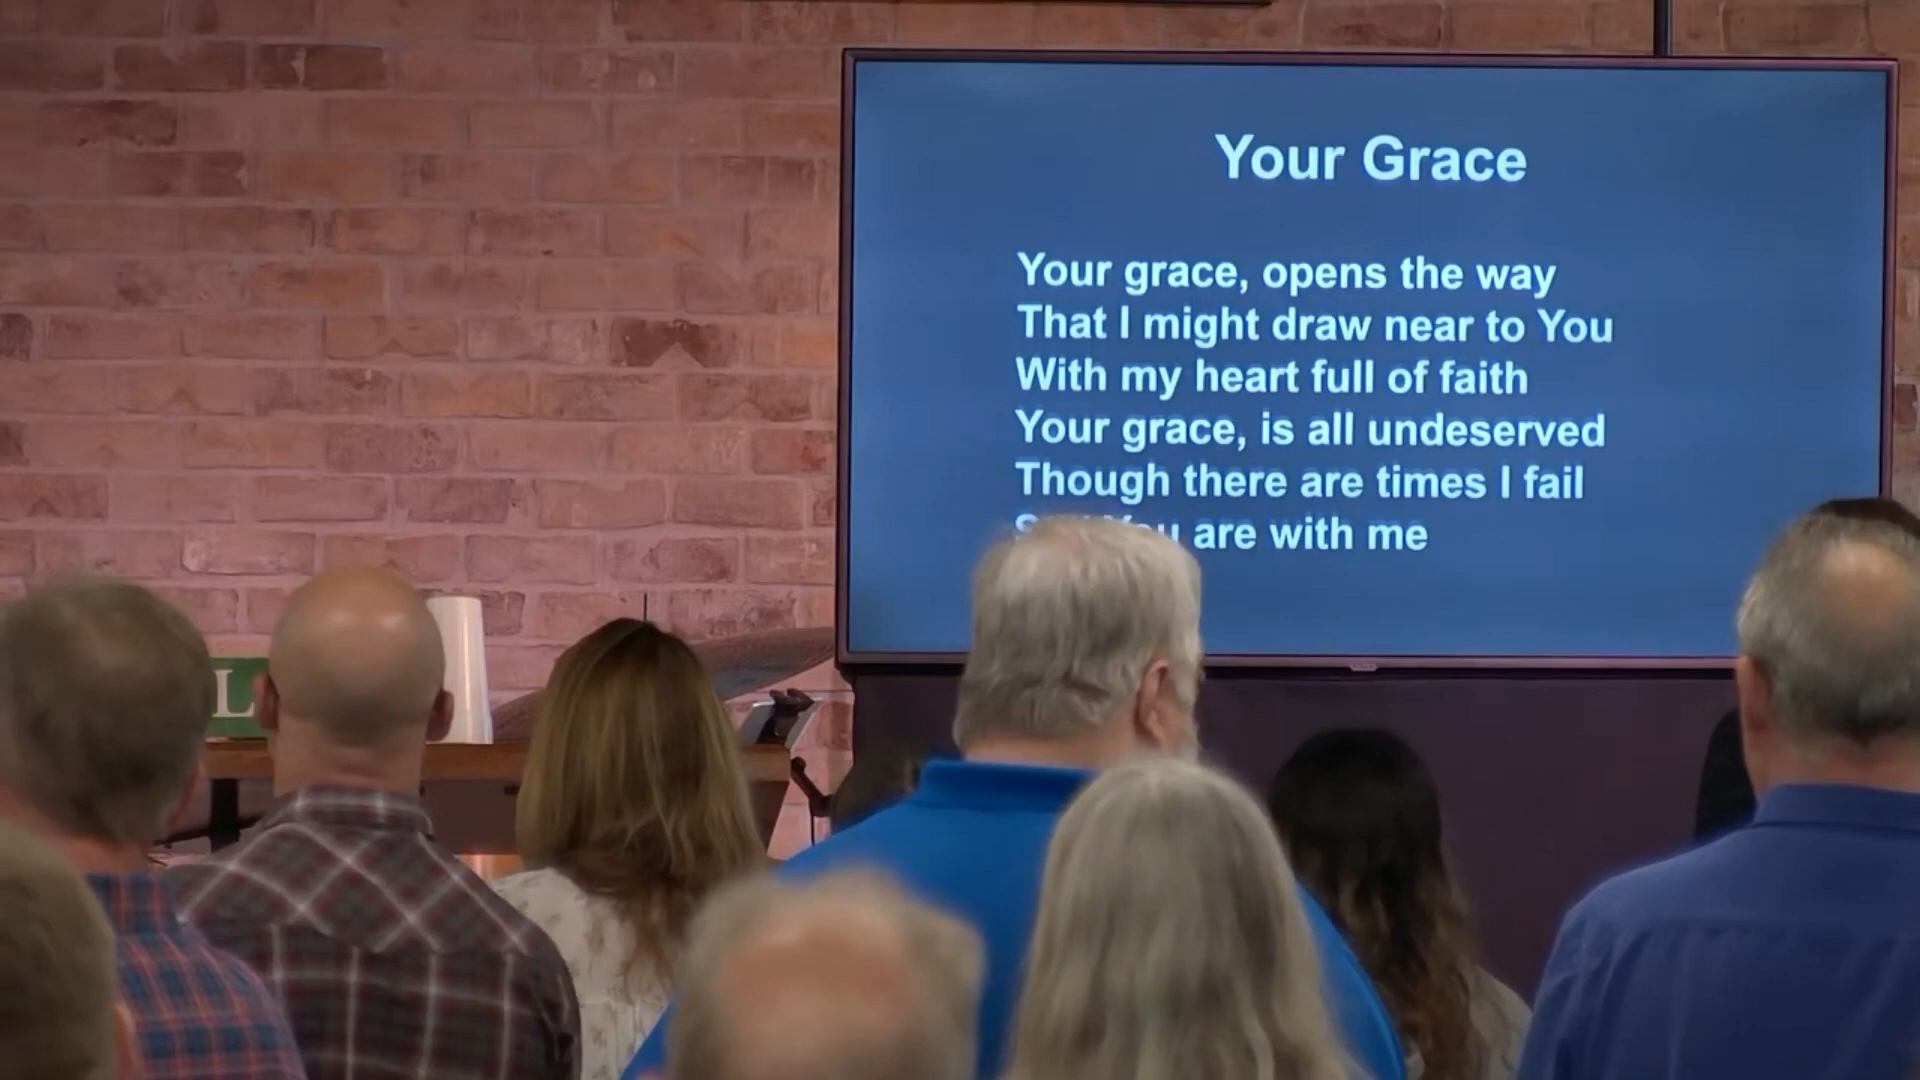 Your Grace
Your grace, opens the way
That I might draw near to You
With my heart full of faith
Your grace, is all undeserved
Though there are times I fail
You are with me
L